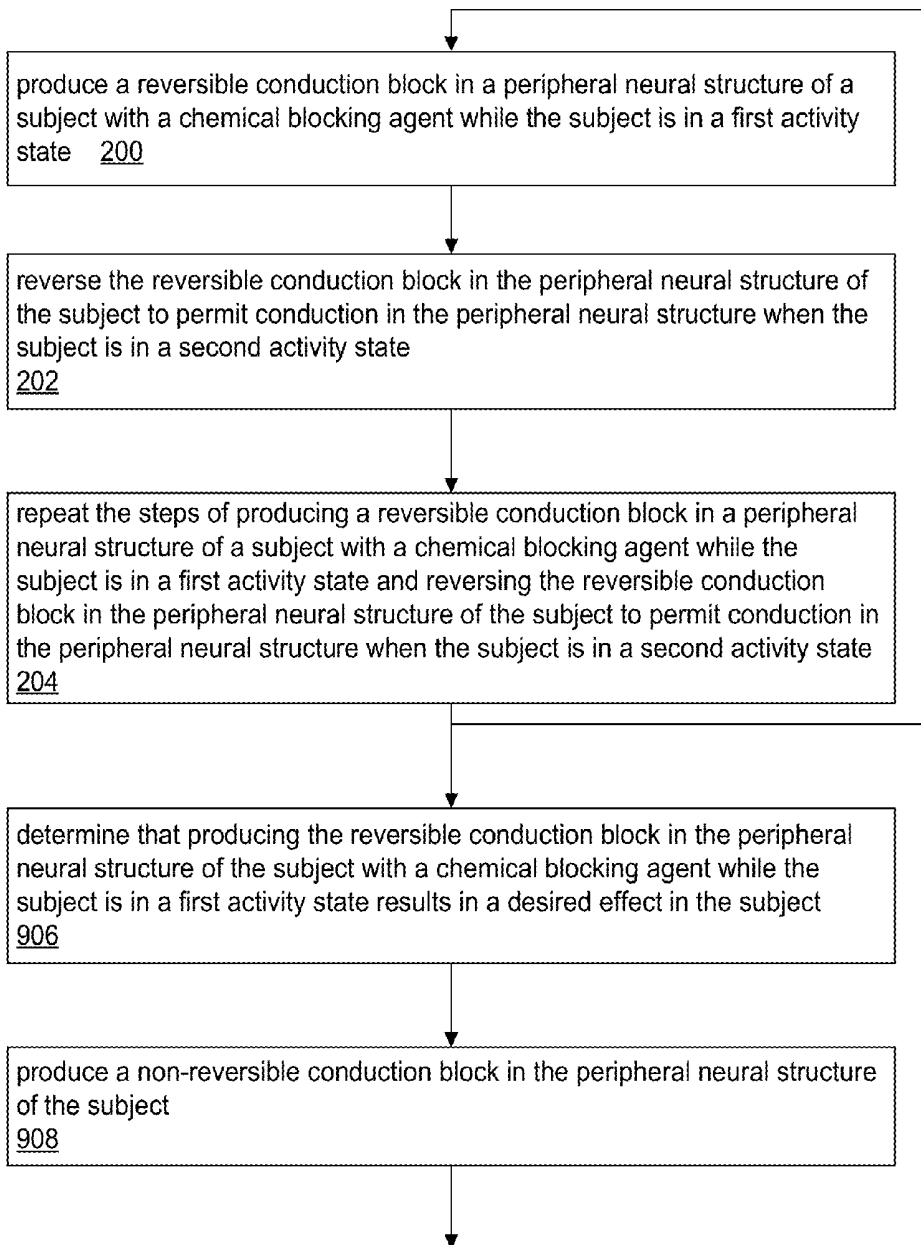 produce a reversible conduction block in a peripheral neural structure of a
subject with a chemical blocking agent while the subject is in a first activity
state 200
reverse the reversible conduction block in the peripheral neural structure of
the subject to permit conduction in the peripheral neural structure when the
subject is in a second activity state
202
repeat the steps of producing a reversible conduction block in a peripheral
neural structure of a subject with a chemical blocking agent while the
subject is in a first activity state and reversing the reversible conduction
block in the peripheral neural structure of the subject to permit conduction in
the peripheral neural structure when the subject is in a second activity state
204
determine that producing the reversible conduction block in the peripheral
neural structure of the subject with a chemical blocking agent while the
subject is in a first activity state results in a desired effect in the subject
906
produce a non-reversible conduction block in the peripheral neural structure
of the subject
908